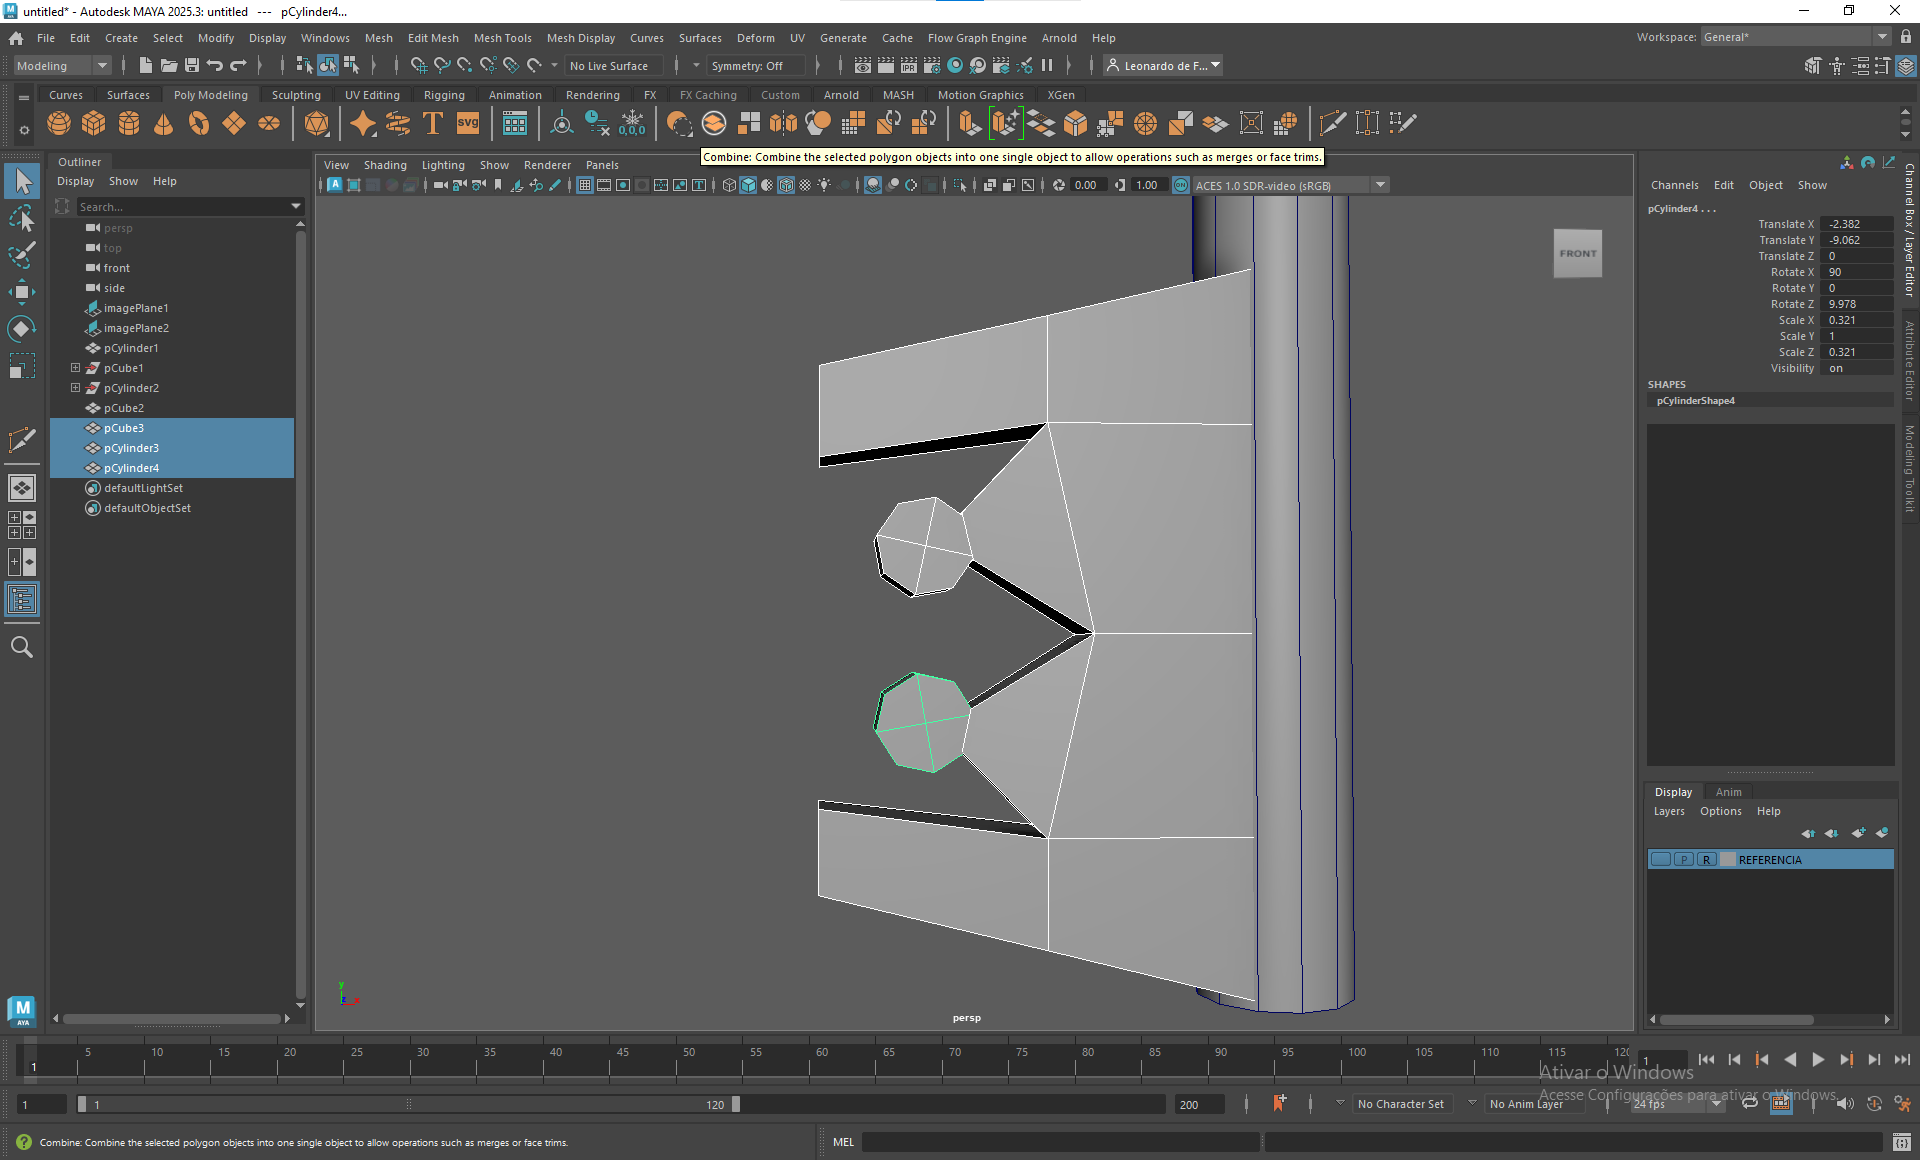 untitled* - Autodesk MAYA 2025.3: untitled --- pCylinder4...
File Edit Create Select Modify Display Windows Mesh Edit Mesh Mesh Tools Mesh Display Curves Surfaces Deform UV Generate Cache Flow Graph Engine Arnold Help
Workspace: General*
Modeling No Live Surface Symmetry: Off Leonardo de F...
Curves Surfaces Poly Modeling Sculpting UV Editing Rigging Animation Rendering FX FX Caching Custom Arnold MASH Motion Graphics XGen
Combine: Combine the selected polygon objects into one single object to allow operations such as merges or face trims.
Outliner
Display Show Help
Search...
persp
top
front
side
imagePlane1
imagePlane2
pCylinder1
pCube1
pCylinder2
pCube2
pCube3
pCylinder3
pCylinder4
defaultLightSet
defaultObjectSet
View Shading Lighting Show Renderer Panels
0.00 1.00 ACES 1.0 SDR-video (sRGB)
FRONT
persp
Channels Edit Object Show
pCylinder4 . . .
Translate X -2.382
Translate Y -9.062
Translate Z 0
Rotate X 90
Rotate Y 0
Rotate Z 9.978
Scale X 0.321
Scale Y 1
Scale Z 0.321
Visibility on
SHAPES
pCylinderShape4
Channel Box / Layer Editor
Attribute Editor
Modeling Toolkit
Display Anim
Layers Options Help
P R REFERENCIA
5 10 15 20 25 30 35 40 45 50 55 60 65 70 75 80 85 90 95 100 105 110 115 120
1
1
Ativar o Windows
Acesse Configurações para ativar o Windows.
1 1 120 200 No Character Set No Anim Layer 24 fps
Combine: Combine the selected polygon objects into one single object to allow operations such as merges or face trims.
MEL